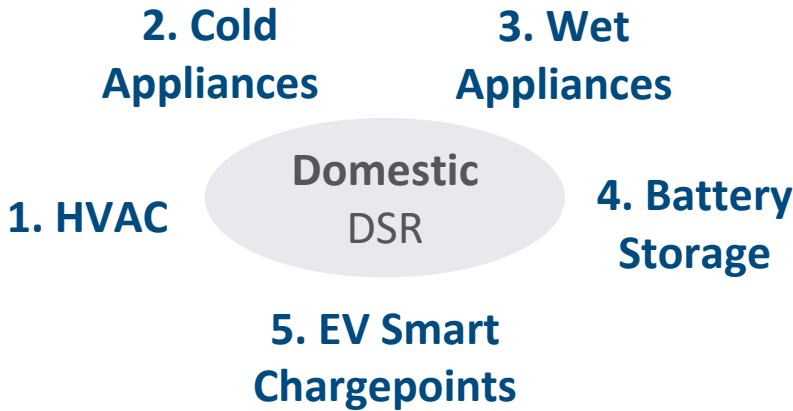 2. Cold
Appliances
3. Wet
Appliances
Domestic
DSR
1. HVAC
4. Battery
Storage
5. EV Smart
Chargepoints